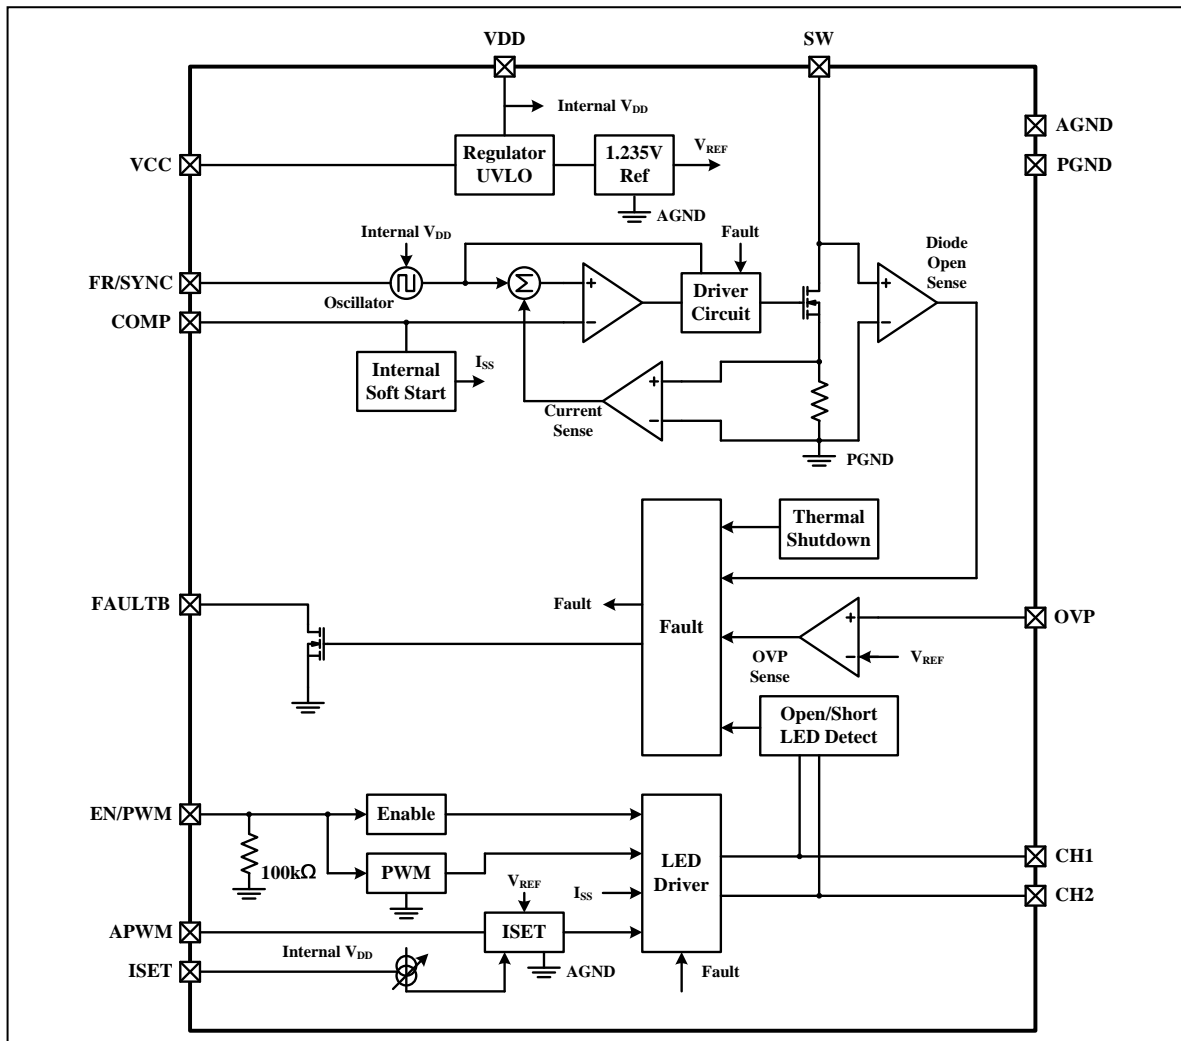 VDD
SW
Internal VDD
AGND
VCC
Regulator
UVLO
1.235V
Ref
VREF
PGND
AGND
Internal VDD
Fault
Diode
Open
Sense
FR/SYNC
Oscillator
Σ
+
−
Driver
Circuit
+
−
COMP
Internal
Soft Start
ISS
Current
Sense
+
−
PGND
Thermal
Shutdown
FAULTB
Fault
Fault
OVP
Sense
+
−
VREF
OVP
Open/Short
LED Detect
EN/PWM
Enable
100kΩ
PWM
LED
Driver
CH1
ISS
CH2
VREF
APWM
ISET
Internal VDD
ISET
AGND
Fault